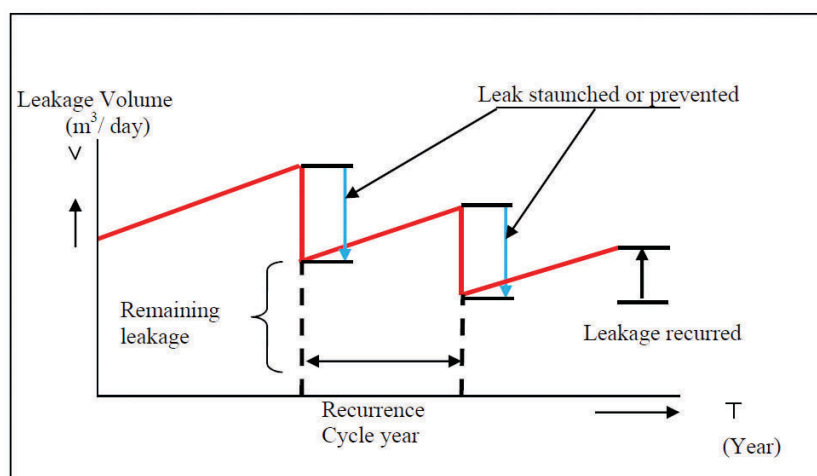 Leakage Volume
(m³/ day)
V
Leak staunched or prevented
Remaining
leakage
Leakage recurred
Recurrence
Cycle year
T
(Year)